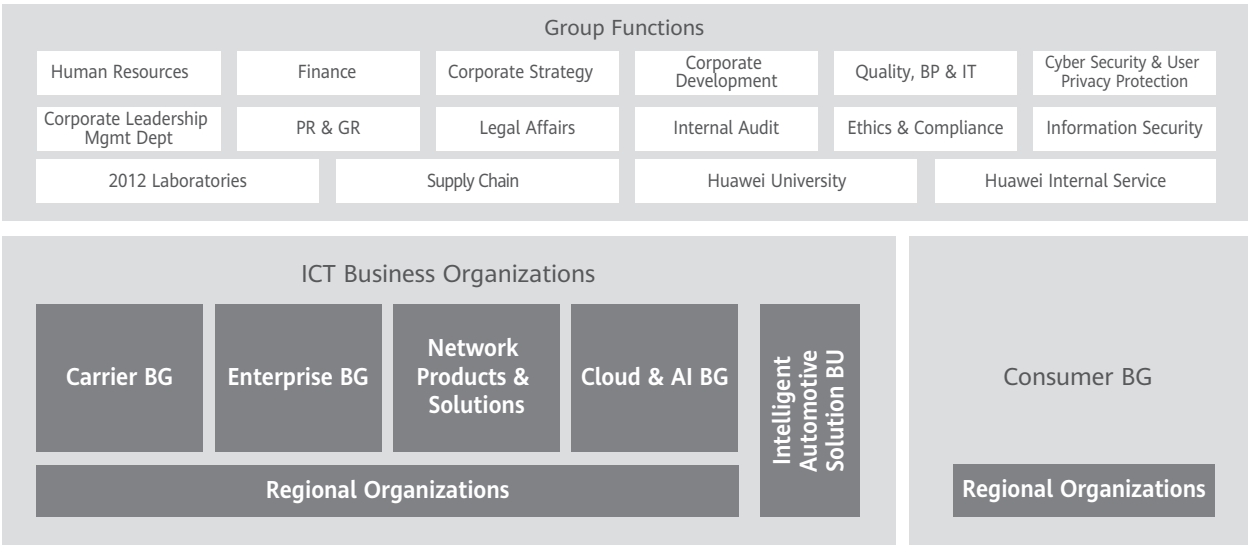 Group Functions
Human Resources
Finance
Corporate Strategy
Corporate
Development
Quality, BP & IT
Cyber Security & User
Privacy Protection
Corporate Leadership
Mgmt Dept
PR & GR
Legal Affairs
Internal Audit
Ethics & Compliance
Information Security
2012 Laboratories
Supply Chain
Huawei University
Huawei Internal Service
ICT Business Organizations
Carrier BG
Enterprise BG
Network
Products &
Solutions
Cloud & AI BG
Intelligent
Automotive
Solution BU
Regional Organizations
Consumer BG
Regional Organizations